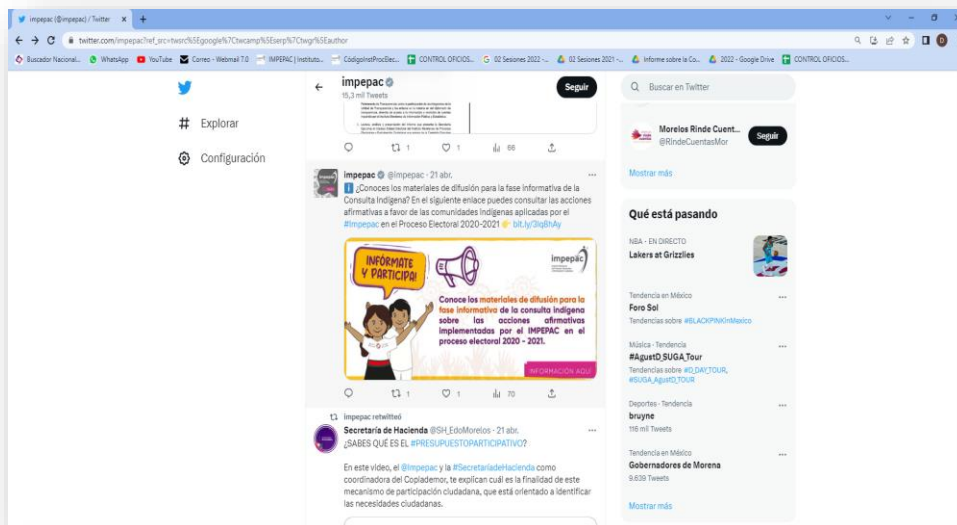 impepac (@impepac) / Twitter
twitter.com/impepac?ref_src=twsrc%5Egoogle%7Ctwcamp%5Eserp%7Ctwgr%5Eauthor
Buscador Nacional... WhatsApp YouTube Correo - Webmail 7.0 IMPEPAC | Instituto... CódigoInstProcElec... CONTROL OFICIOS... 02 Sesiones 2022 -... 02 Sesiones 2021 -... Informe sobre la Co... 2022 - Google Drive CONTROL OFICIOS...
Explorar
Configuración
impepac
15,3 mil Tweets
Seguir
1 1 66
impepac @impepac · 21 abr.
¿Conoces los materiales de difusión para la fase informativa de la
Consulta Indígena? En el siguiente enlace puedes consultar las acciones
afirmativas a favor de las comunidades indígenas aplicadas por el
#Impepac en el Proceso Electoral 2020-2021
INFÓRMATE
Y PARTICIPA!
impepac
Conoce los materiales de difusión para la
fase informativa de la consulta indígena
sobre las acciones afirmativas
implementadas por el IMPEPAC en el
proceso electoral 2020 - 2021.
INFORMACIÓN AQUÍ
1 1 70
impepac retwitteó
Secretaría de Hacienda @SH_EdoMorelos · 21 abr.
¿SABES QUÉ ES EL #PRESUPUESTOPARTICIPATIVO?
En este video, el @Impepac y la #SecretaríadeHacienda como
coordinadora del Coplademor, te explican cuál es la finalidad de este
mecanismo de participación ciudadana, que está orientado a identificar
las necesidades ciudadanas.
Buscar en Twitter
Morelos Rinde Cuent...
@RindeCuentasMor
Seguir
Mostrar más
Qué está pasando
NBA · EN DIRECTO
Lakers at Grizzlies
Tendencia en México
Foro Sol
Tendencias sobre #BLACKPINKinMexico
Música · Tendencia
#AgustD_SUGA_Tour
Tendencias sobre #D_DAY_TOUR,
#SUGA_AgustD_TOUR
Deportes · Tendencia
bruyne
116 mil Tweets
Tendencia en México
Gobernadores de Morena
9.639 Tweets
Mostrar más